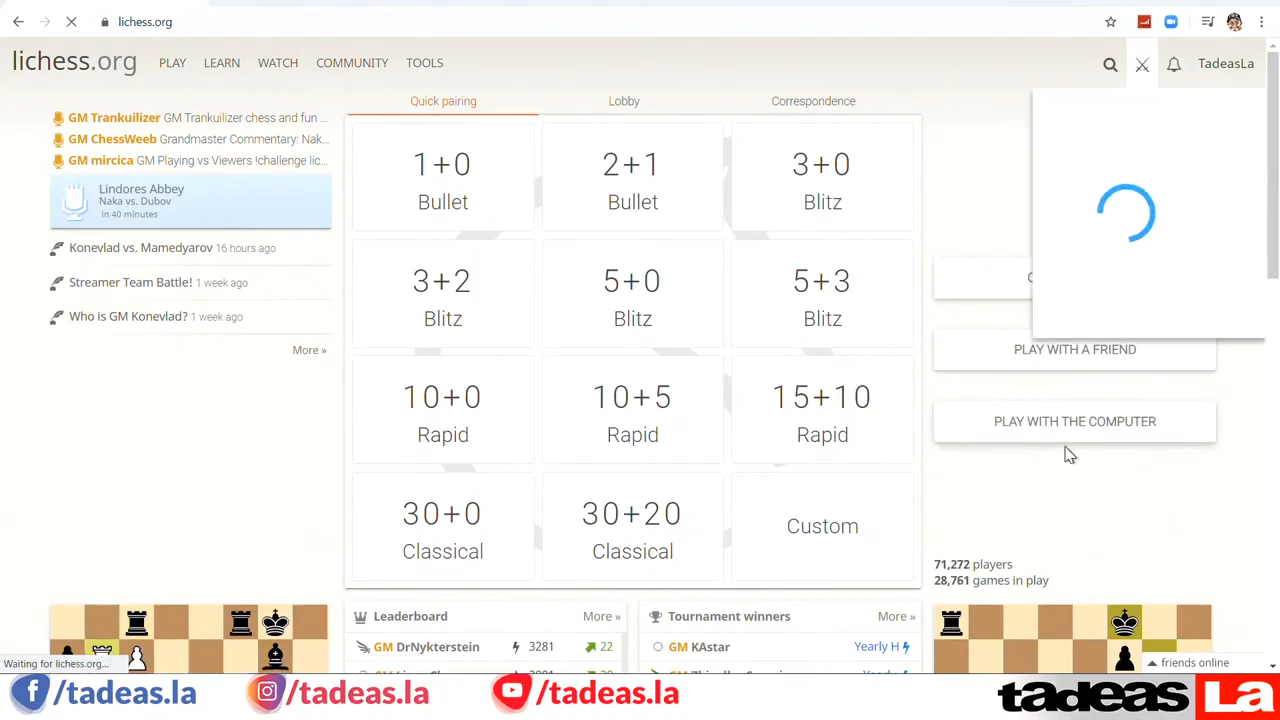 lichess.org
lichess.org
PLAY
LEARN
WATCH
COMMUNITY
TOOLS
TadeasLa
GM Trankuilizer GM Trankuilizer chess and fun ...
GM ChessWeeb Grandmaster Commentary: Nak...
GM mircica GM Playing vs Viewers !challenge lic...
Lindores Abbey
Naka vs. Dubov
in 40 minutes
Konevlad vs. Mamedyarov 16 hours ago
Streamer Team Battle! 1 week ago
Who is GM Konevlad? 1 week ago
More »
Quick pairing
Lobby
Correspondence
1+0
Bullet
2+1
Bullet
3+0
Blitz
3+2
Blitz
5+0
Blitz
5+3
Blitz
10+0
Rapid
10+5
Rapid
15+10
Rapid
30+0
Classical
30+20
Classical
Custom
PLAY WITH A FRIEND
PLAY WITH THE COMPUTER
71,272 players
28,761 games in play
Leaderboard
More »
GM DrNykterstein 3281 22
Tournament winners
More »
GM KAstar Yearly H
friends online
Waiting for lichess.org...
/tadeas.la
/tadeas.la
/tadeas.la
tadeas La